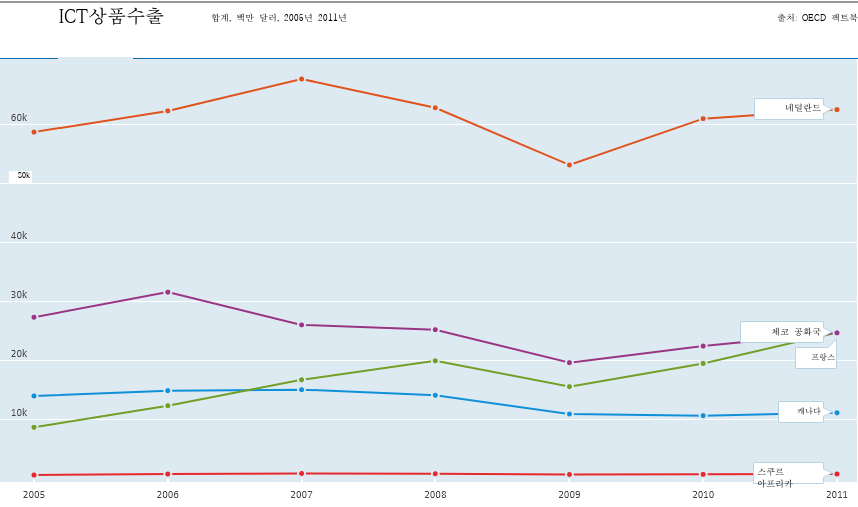 ICT상품수출
합계, 백만 달러, 2005년 2011년
출처: OECD 팩트북
60k
50k
40k
30k
20k
10k
네덜란드
체코 공화국
프랑스
캐나다
아프리카
2005 2006 2007 2008 2009 2010 2011